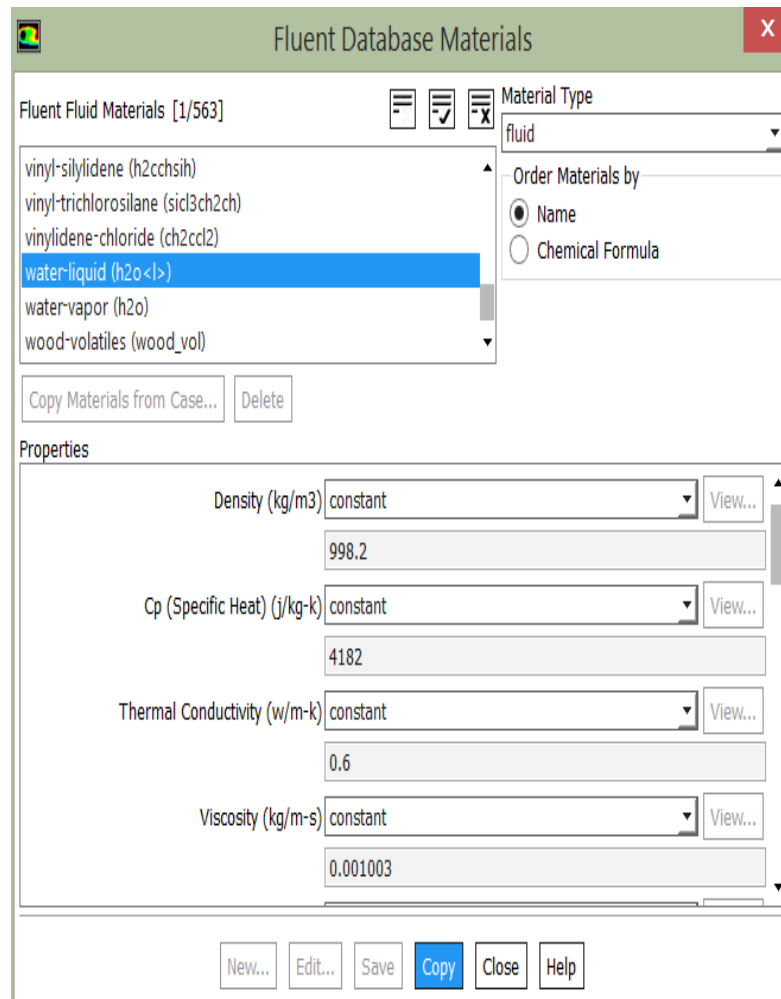 Fluent Database Materials
X
Fluent Fluid Materials [1/563]
Material Type
fluid
vinyl-silylidene (h2cchsih)
vinyl-trichlorosilane (sicl3ch2ch)
vinylidene-chloride (ch2ccl2)
water-liquid (h2o<l>)
water-vapor (h2o)
wood-volatiles (wood_vol)
Order Materials by
Name
Chemical Formula
Copy Materials from Case...
Delete
Properties
Density (kg/m3) constant View...
998.2
Cp (Specific Heat) (j/kg-k) constant View...
4182
Thermal Conductivity (w/m-k) constant View...
0.6
Viscosity (kg/m-s) constant View...
0.001003
New... Edit... Save Copy Close Help